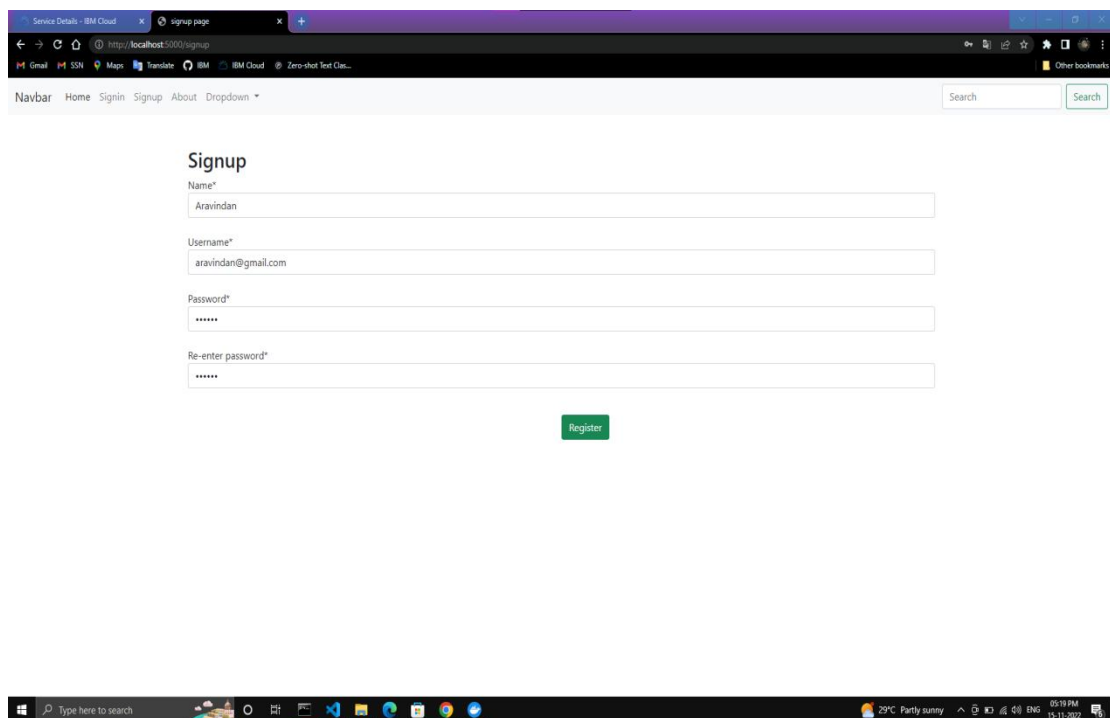 Service Details - IBM Cloud
signup page
http://localhost:5000/signup
Gmail SSN Maps Translate IBM IBM Cloud Zero-shot Text Clas... Other bookmarks
Navbar Home Signin Signup About Dropdown Search Search
Signup
Name*
Aravindan
Username*
aravindan@gmail.com
Password*
••••••
Re-enter password*
••••••
Register
Type here to search
29°C Partly sunny ENG
05:19 PM
15-11-2022